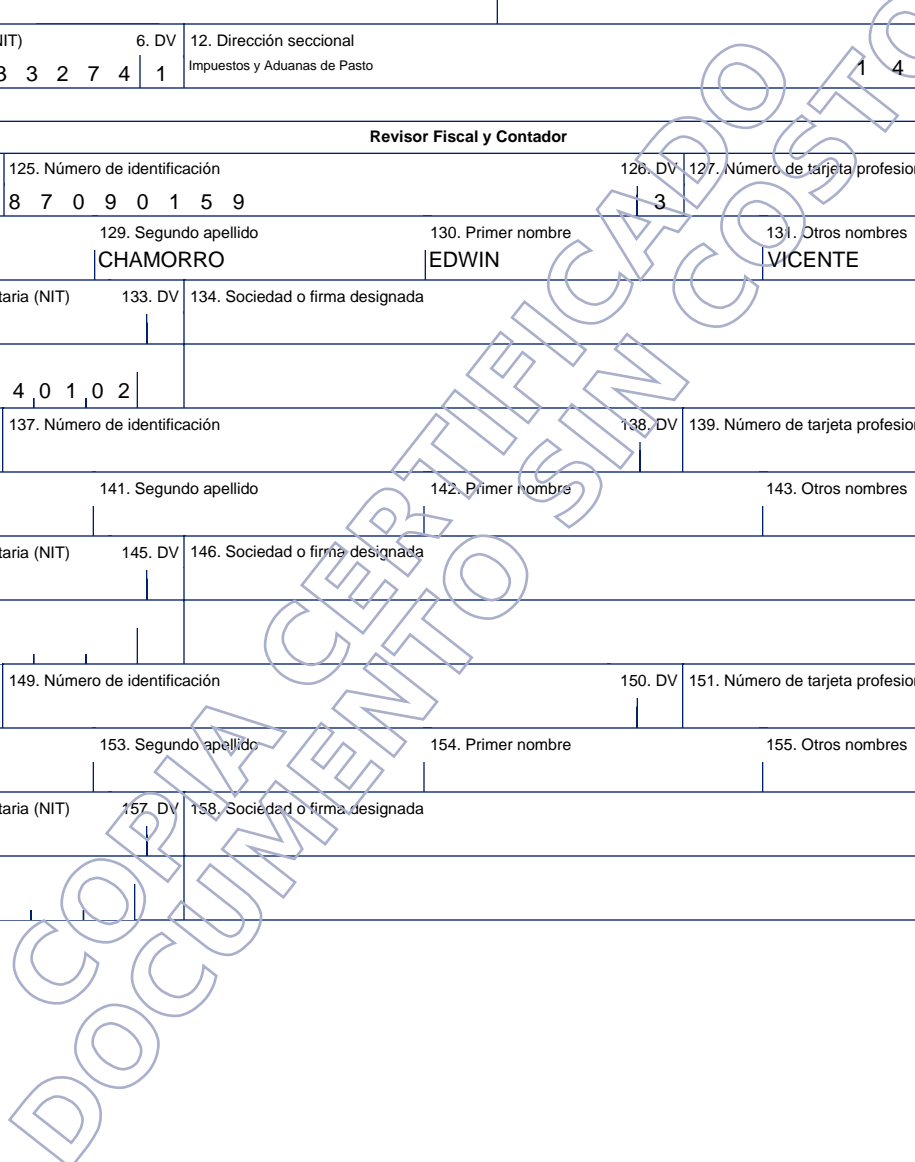 NIT) 6. DV 12. Dirección seccional
3 3 2 7 4 1 Impuestos y Aduanas de Pasto 1 4
Revisor Fiscal y Contador
125. Número de identificación 126. DV 127. Número de tarjeta profesion
8 7 0 9 0 1 5 9 3
129. Segundo apellido 130. Primer nombre 131. Otros nombres
CHAMORRO EDWIN VICENTE
taria (NIT) 133. DV 134. Sociedad o firma designada
4 0 1 0 2
137. Número de identificación 138. DV 139. Número de tarjeta profesion
141. Segundo apellido 142. Primer nombre 143. Otros nombres
taria (NIT) 145. DV 146. Sociedad o firma designada
149. Número de identificación 150. DV 151. Número de tarjeta profesion
153. Segundo apellido 154. Primer nombre 155. Otros nombres
taria (NIT) 157. DV 158. Sociedad o firma designada
COPIA CERTIFICADO
DOCUMENTO SIN COSTO